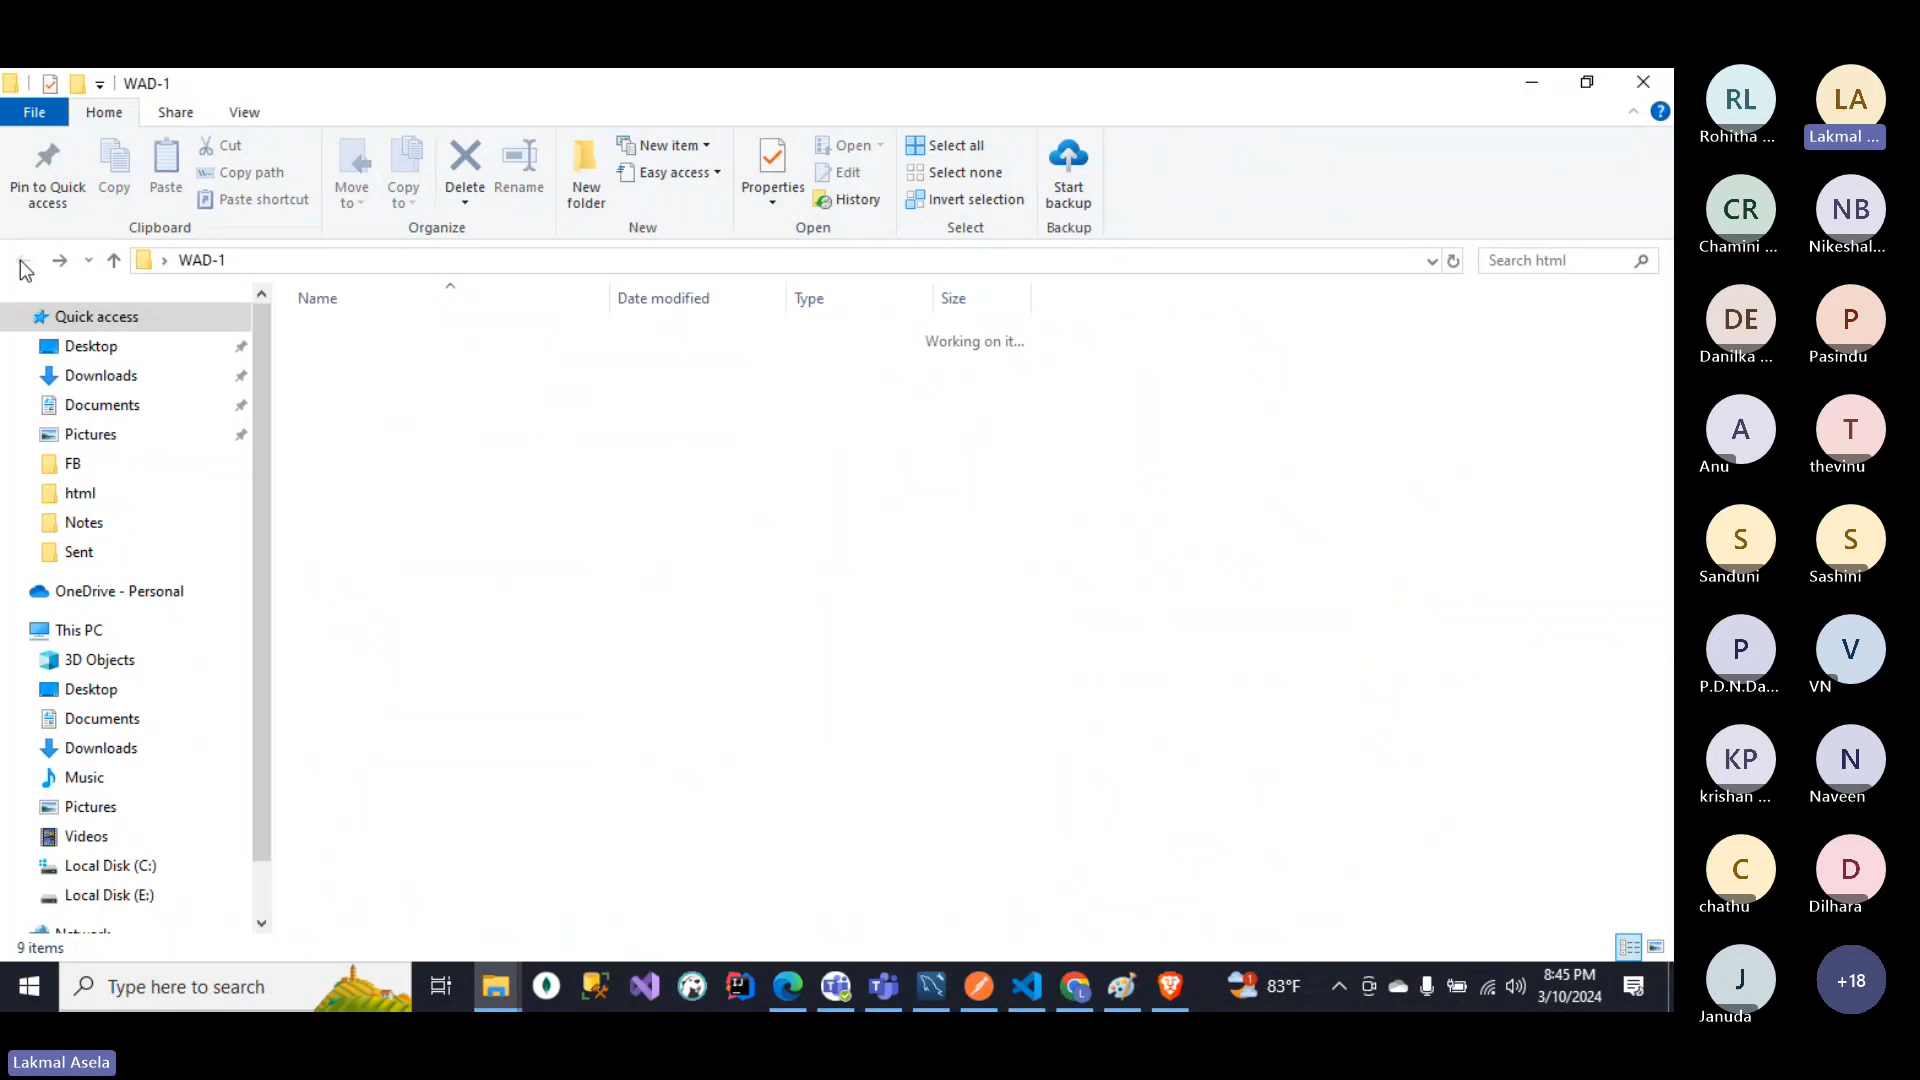 WAD-1
File Home Share View
Pin to Quick access
Copy
Paste
Cut
Copy path
Paste shortcut
Clipboard
Move to
Copy to
Delete
Rename
Organize
New folder
New item
Easy access
New
Properties
Open
Edit
History
Open
Select all
Select none
Invert selection
Select
Start backup
Backup
WAD-1
Search html
Name Date modified Type Size
Working on it...
Quick access
Desktop
Downloads
Documents
Pictures
FB
html
Notes
Sent
OneDrive - Personal
This PC
3D Objects
Desktop
Documents
Downloads
Music
Pictures
Videos
Local Disk (C:)
Local Disk (E:)
Network
9 items
Type here to search
83°F
8:45 PM
3/10/2024
RL
Rohitha ...
LA
Lakmal ...
CR
Chamini ...
NB
Nikeshal...
DE
Danilka ...
P
Pasindu
A
Anu
T
thevinu
S
Sanduni
S
Sashini
P
P.D.N.Da...
V
VN
KP
krishan ...
N
Naveen
C
chathu
D
Dilhara
J
Januda
+18
Lakmal Asela